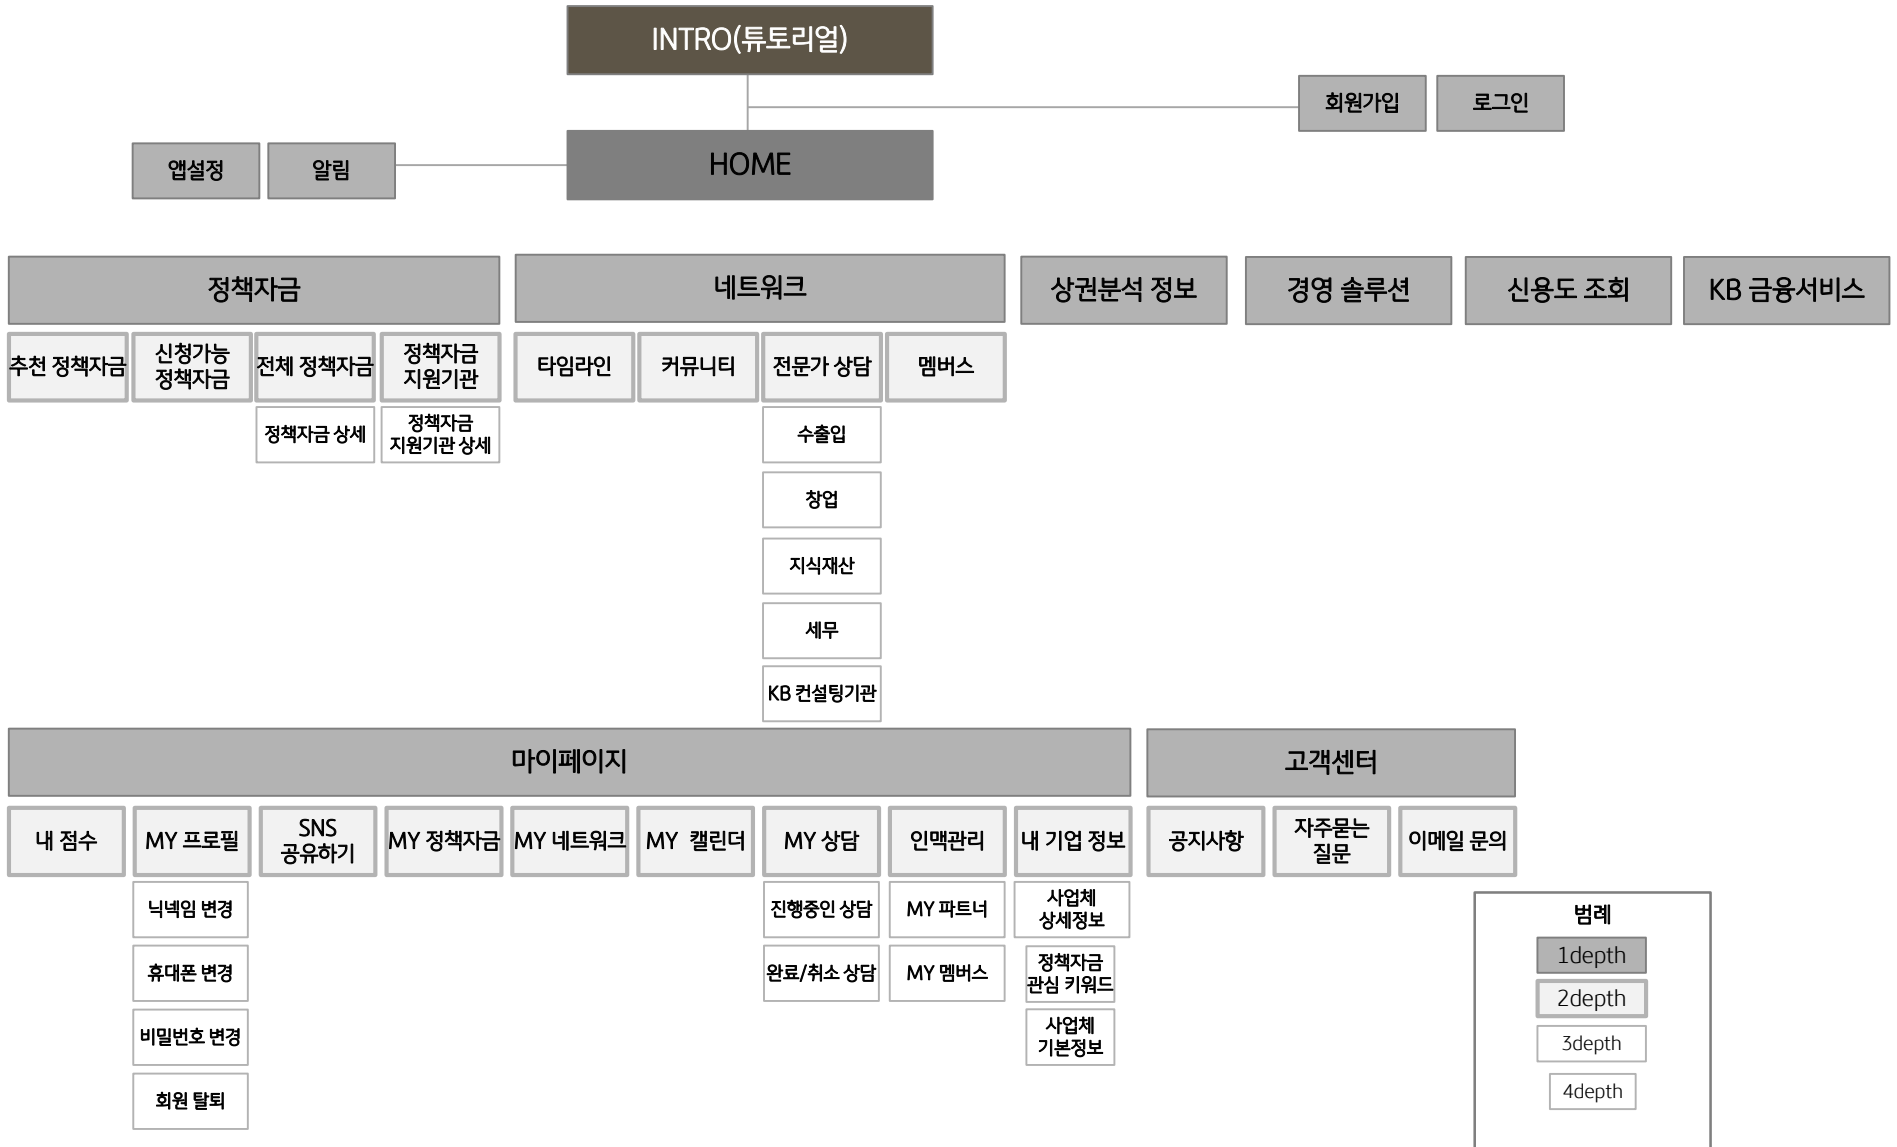 INTRO(튜토리얼)
회원가입
로그인
HOME
앱설정
알림
정책자금
네트워크
상권분석 정보
경영 솔루션
신용도 조회
KB 금융서비스
추천 정책자금
신청가능
정책자금
전체 정책자금
정책자금
지원기관
타임라인
커뮤니티
전문가 상담
멤버스
정책자금 상세
정책자금
지원기관 상세
수출입
창업
지식재산
세무
KB 컨설팅기관
마이페이지
고객센터
내 점수
MY 프로필
SNS
공유하기
MY 정책자금
MY 네트워크
MY 캘린더
MY 상담
인맥관리
내 기업 정보
공지사항
자주묻는
질문
이메일 문의
닉넥임 변경
진행중인 상담
MY 파트너
사업체
상세정보
휴대폰 변경
완료/취소 상담
MY 멤버스
정책자금
관심 키워드
비밀번호 변경
사업체
기본정보
회원 탈퇴
범례
1depth
2depth
3depth
4depth